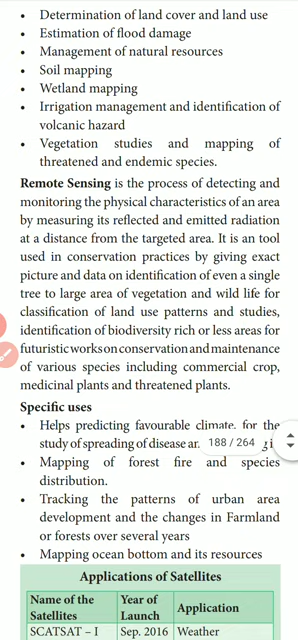 • Determination of land cover and land use
• Estimation of flood damage
• Management of natural resources
• Soil mapping
• Wetland mapping
• Irrigation management and identification of
volcanic hazard
• Vegetation studies and mapping of
threatened and endemic species.
Remote Sensing is the process of detecting and
monitoring the physical characteristics of an area
by measuring its reflected and emitted radiation
at a distance from the targeted area. It is an tool
used in conservation practices by giving exact
picture and data on identification of even a single
tree to large area of vegetation and wild life for
classification of land use patterns and studies,
identification of biodiversity rich or less areas for
futuristic works on conservation and maintenance
of various species including commercial crop,
medicinal plants and threatened plants.
Specific uses
• Helps predicting favourable climate, for the
study of spreading of disease
188 / 264
• Mapping of forest fire and species
distribution.
• Tracking the patterns of urban area
development and the changes in Farmland
or forests over several years
• Mapping ocean bottom and its resources
Applications of Satellites
Name of the Year of
Satellites Launch Application
SCATSAT – I Sep. 2016 Weather